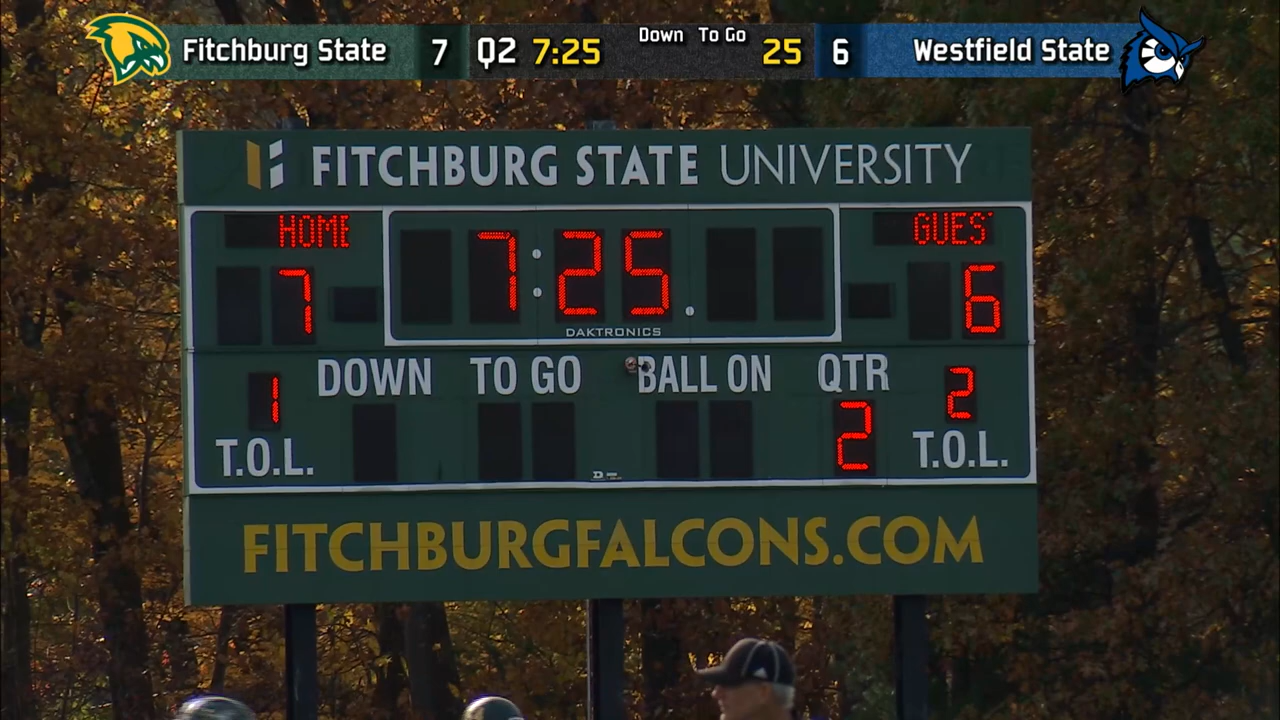 Fitchburg State 7 Q2 7:25 Down To Go 25 6 Westfield State
FITCHBURG STATE UNIVERSITY
HOME GUES
7 7:25 6
DAKTRONICS
1 DOWN TO GO BALL ON QTR 2
T.O.L. 2 T.O.L.
FITCHBURGFALCONS.COM